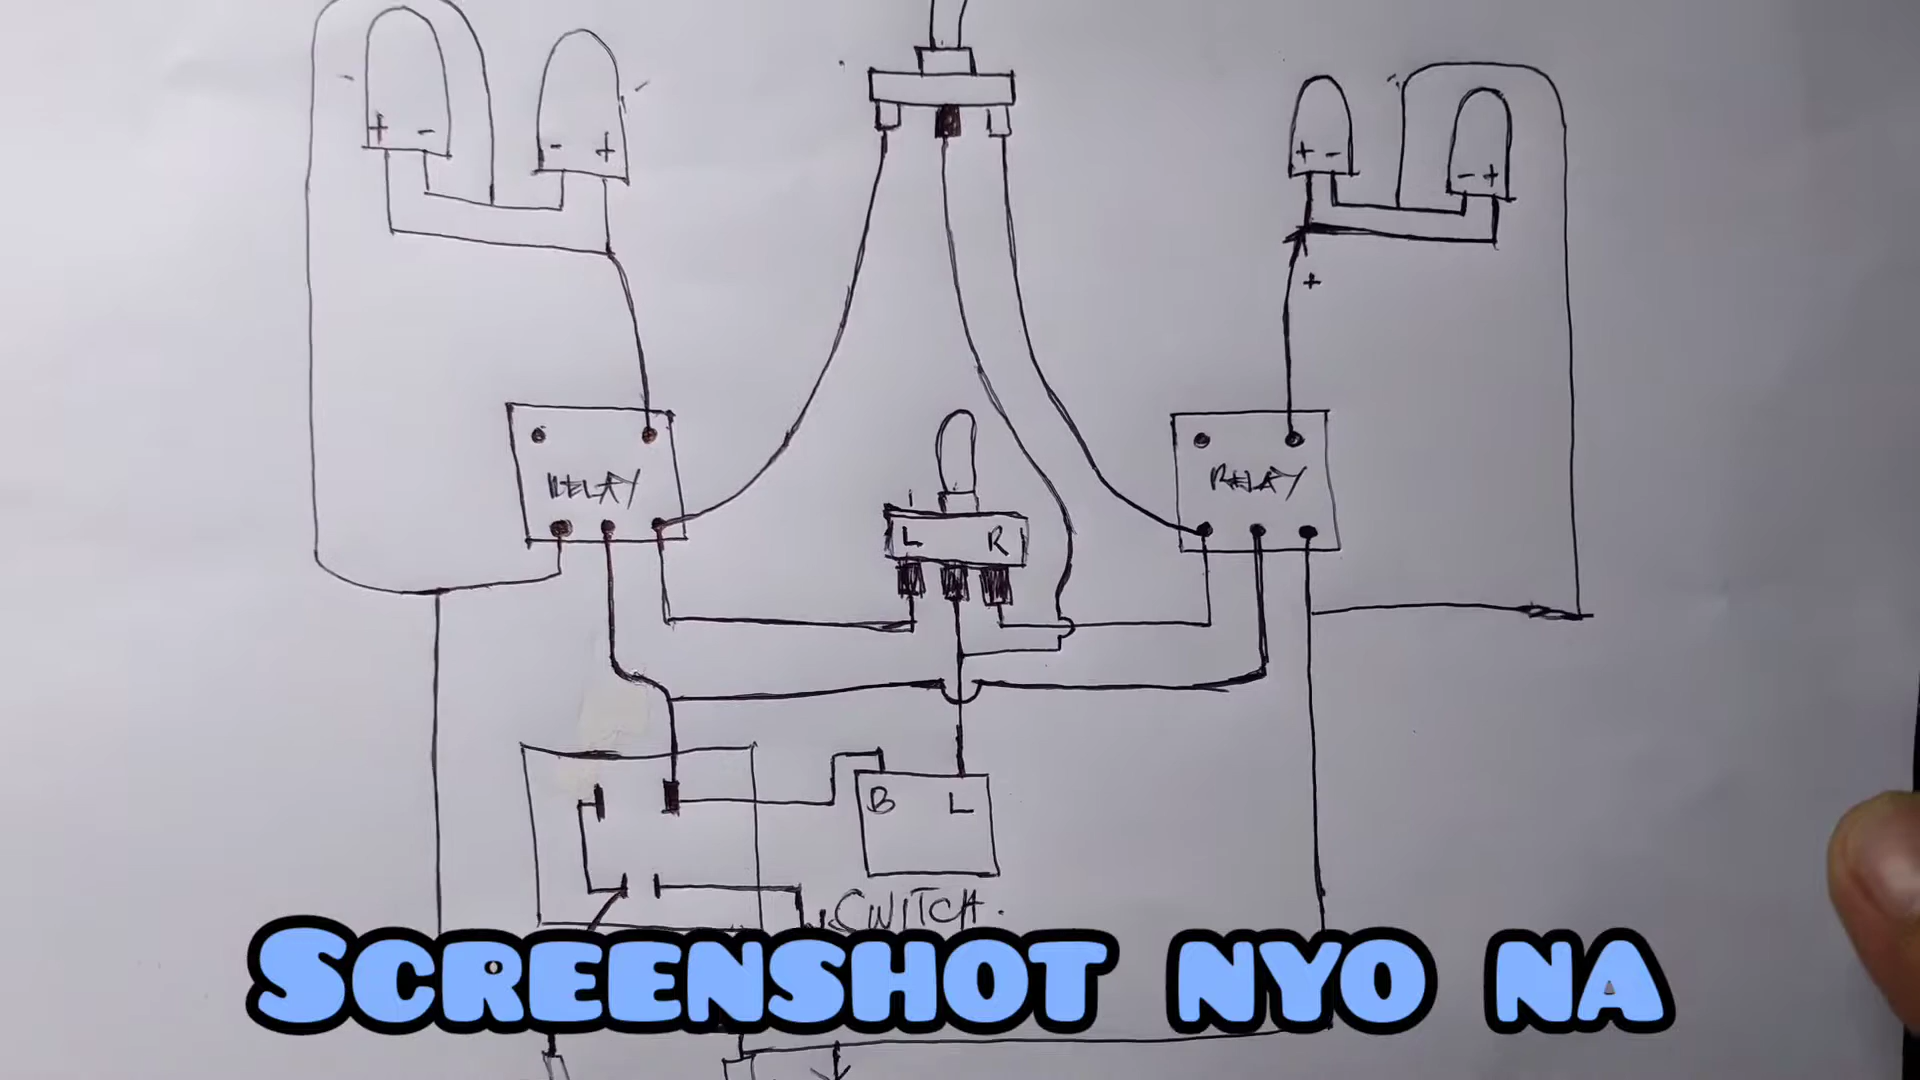 + -
- +
+ -
- +
+
RELAY
RELAY
L R
B L
SWITCH.
SCREENSHOT NYO NA